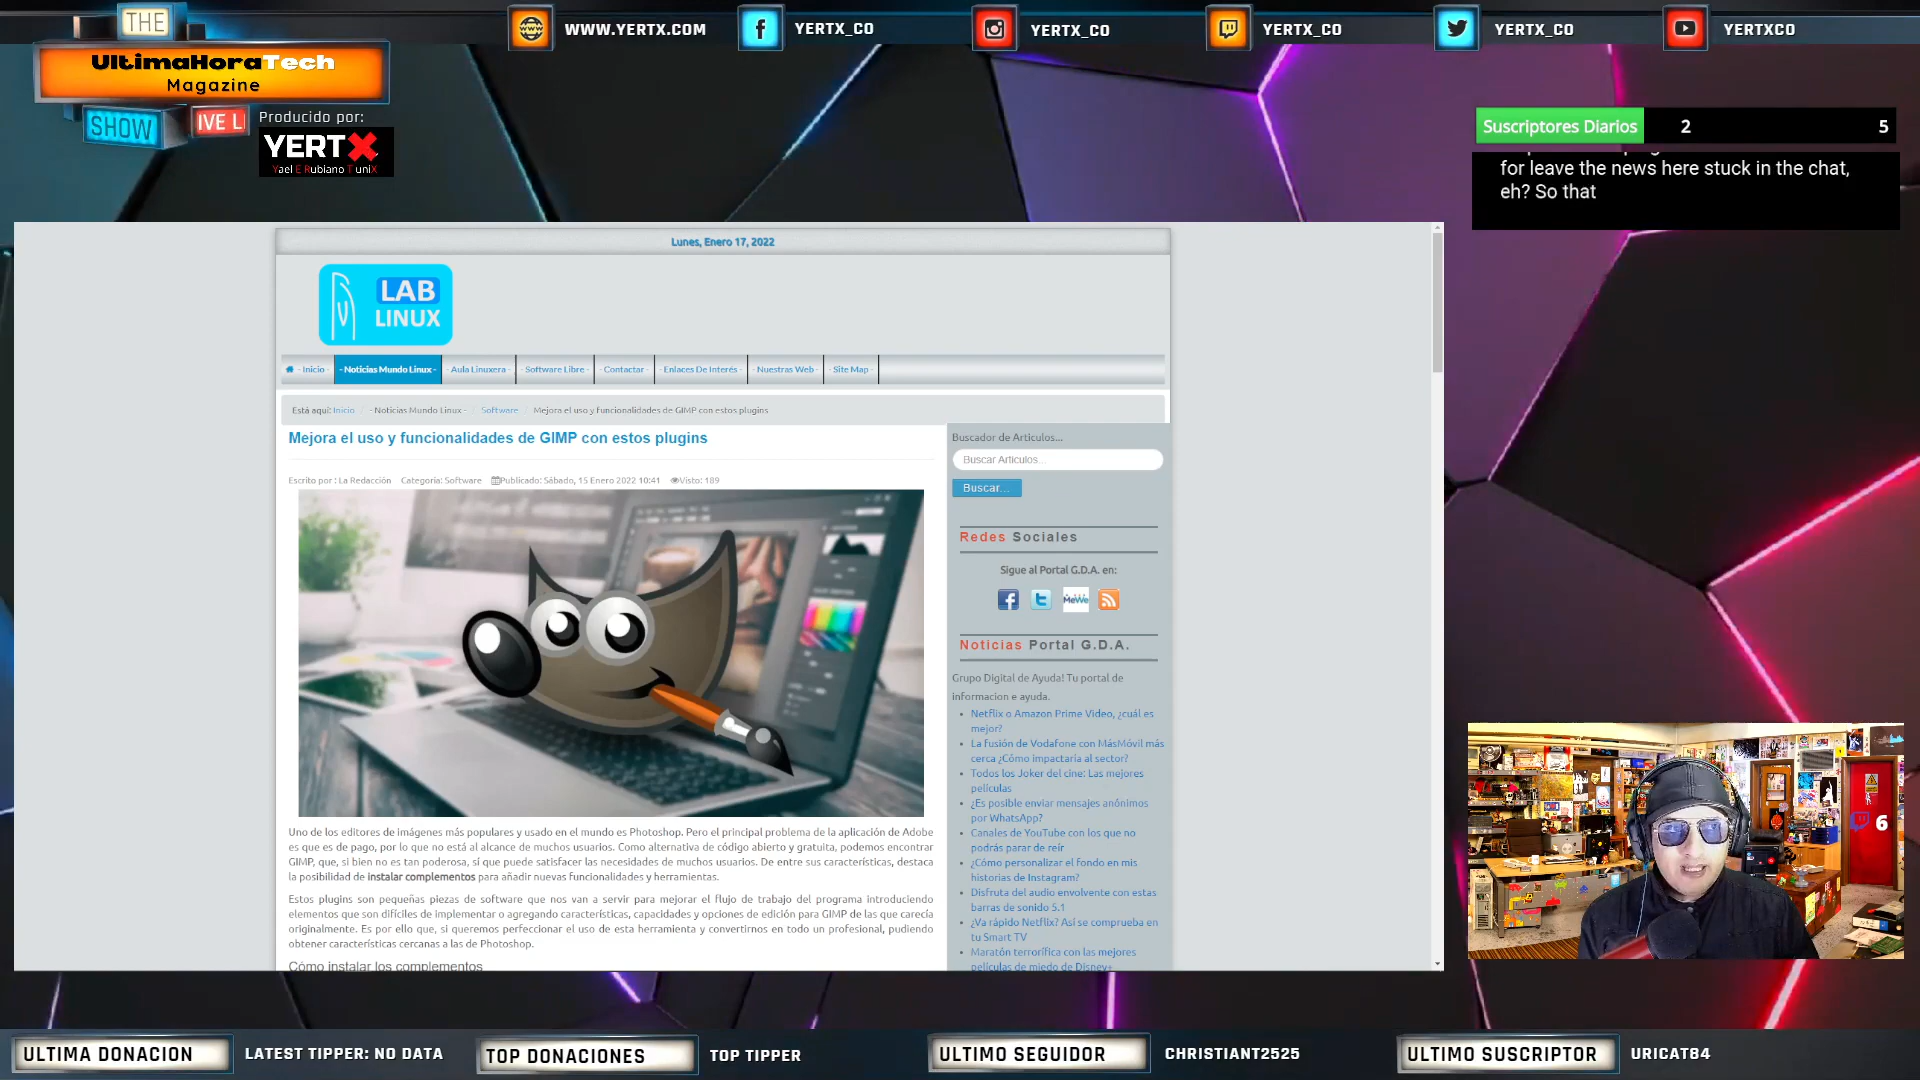 THE
UltimaHoraTech
Magazine
SHOW
IVE L
Producido por:
YERTX
Yael E Rubiano T uniX
WWW.YERTX.COM
YERTX_CO
YERTX_CO
YERTX_CO
YERTX_CO
YERTXCO
Suscriptores Diarios 2 5
for leave the news here stuck in the chat,
eh? So that
Lunes, Enero 17, 2022
LAB
LINUX
- Inicio -
- Noticias Mundo Linux -
- Aula Linuxera -
- Software Libre -
- Contactar -
- Enlaces De Interés -
- Nuestras Web -
- Site Map -
Está aquí: Inicio / - Noticias Mundo Linux - / Software / Mejora el uso y funcionalidades de GIMP con estos plugins
Mejora el uso y funcionalidades de GIMP con estos plugins
Escrito por : La Redacción Categoría: Software Publicado: Sábado, 15 Enero 2022 10:41 Visto: 189
Uno de los editores de imágenes más populares y usado en el mundo es Photoshop. Pero el principal problema de la aplicación de Adobe
es que es de pago, por lo que no está al alcance de muchos usuarios. Como alternativa de código abierto y gratuita, podemos encontrar
GIMP, que, si bien no es tan poderosa, sí que puede satisfacer las necesidades de muchos usuarios. De entre sus características, destaca
la posibilidad de instalar complementos para añadir nuevas funcionalidades y herramientas.
Estos plugins son pequeñas piezas de software que nos van a servir para mejorar el flujo de trabajo del programa introduciendo
elementos que son difíciles de implementar o agregando características, capacidades y opciones de edición para GIMP de las que carecía
originalmente. Es por ello que, si queremos perfeccionar el uso de esta herramienta y convertirnos en todo un profesional, pudiendo
obtener características cercanas a las de Photoshop.
Cómo instalar los complementos
Buscador de Artículos...
Buscar Artículos...
Buscar...
Redes Sociales
Sigue al Portal G.D.A. en:
MeWe
Noticias Portal G.D.A.
Grupo Digital de Ayuda! Tu portal de
informacion e ayuda.
Netflix o Amazon Prime Video, ¿cuál es
mejor?
La fusión de Vodafone con MásMóvil más
cerca ¿Cómo impactaría al sector?
Todos los Joker del cine: Las mejores
películas
¿Es posible enviar mensajes anónimos
por WhatsApp?
Canales de YouTube con los que no
podrás parar de reír
¿Cómo personalizar el fondo en mis
historias de Instagram?
Disfruta del audio envolvente con estas
barras de sonido 5.1
¿Va rápido Netflix? Así se comprueba en
tu Smart TV
Maratón terrorífica con las mejores
películas de miedo de Disney+
6
ULTIMA DONACION
LATEST TIPPER: NO DATA
TOP DONACIONES
TOP TIPPER
ULTIMO SEGUIDOR
CHRISTIANT2525
ULTIMO SUSCRIPTOR
URICAT84